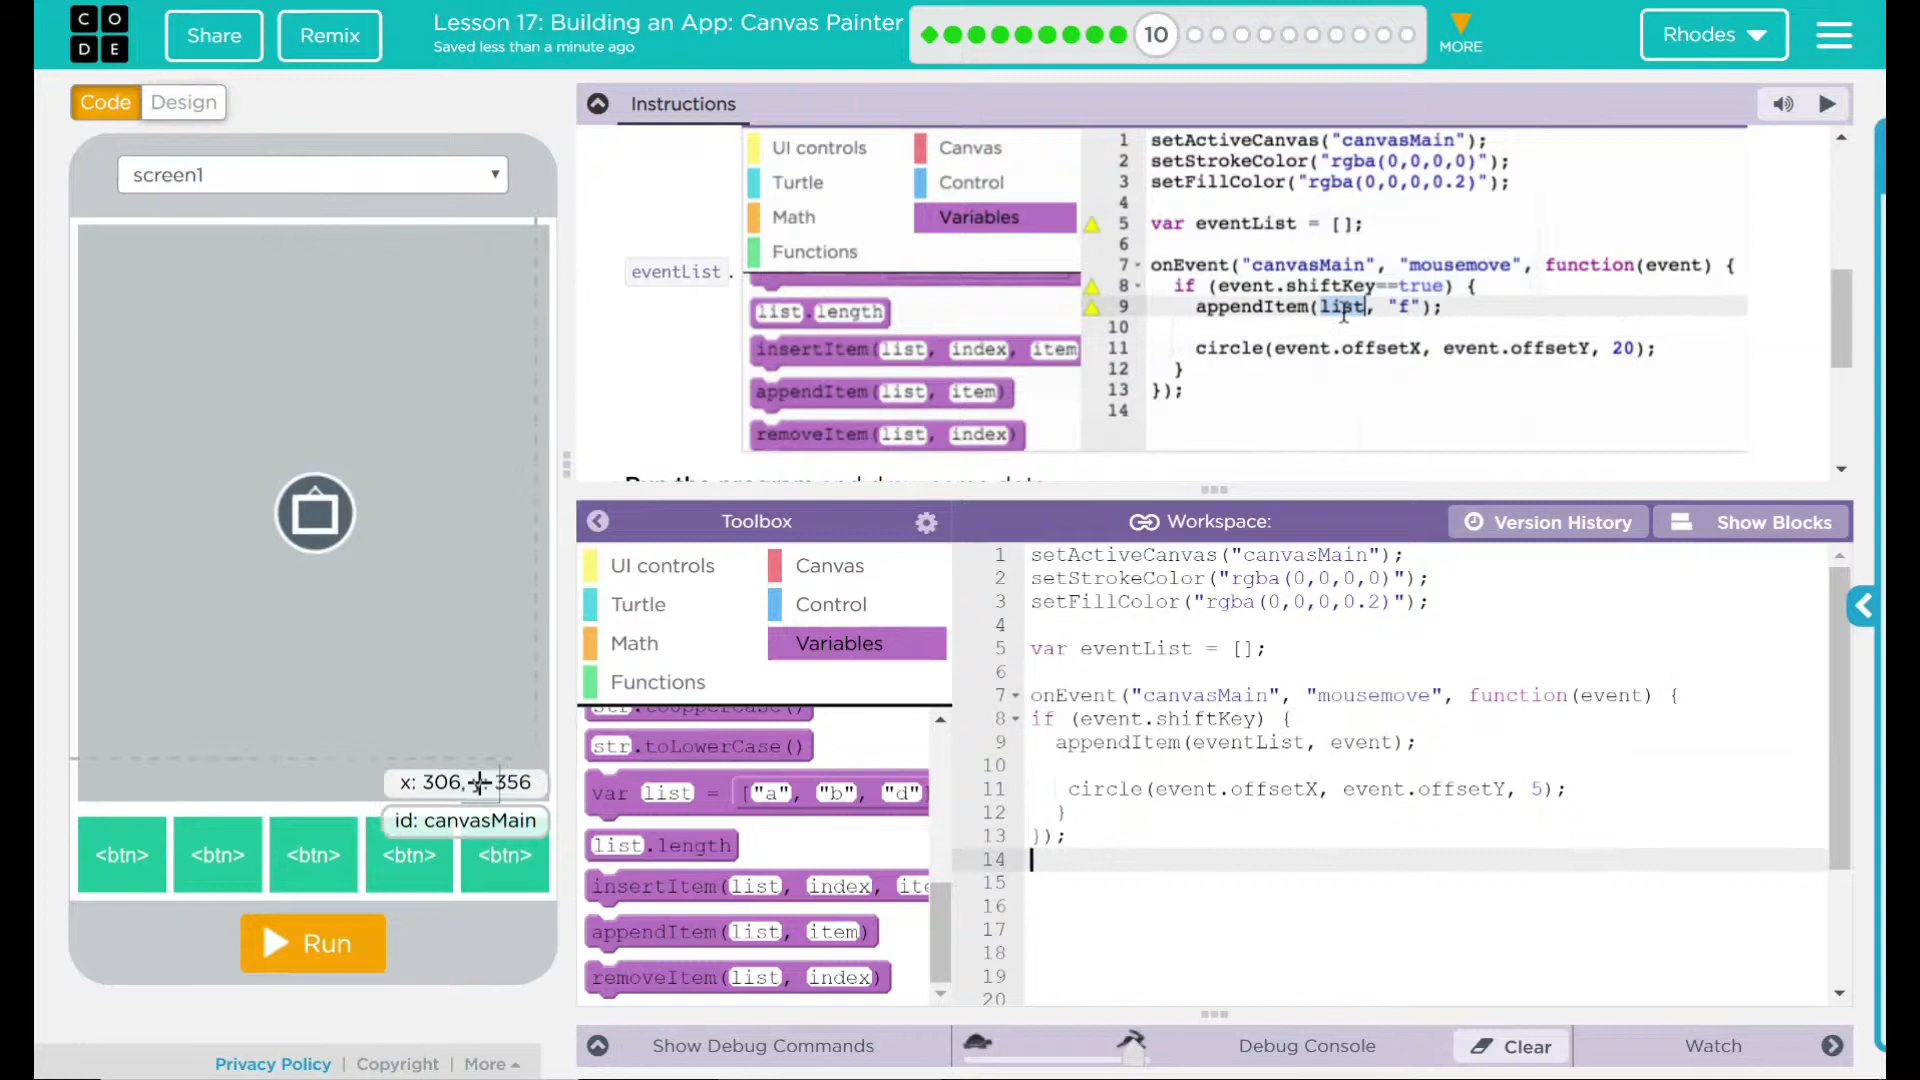 CODE
Share
Remix
Lesson 17: Building an App: Canvas Painter
Saved less than a minute ago
10
MORE
Rhodes
Code
Design
screen1
x: 306, y: 356
id: canvasMain
<btn>
<btn>
<btn>
<btn>
<btn>
Run
Privacy Policy | Copyright | More
Instructions
eventList.
UI controls
Canvas
Turtle
Control
Math
Variables
Functions
list.length
insertItem(list, index, item
appendItem(list, item)
removeItem(list, index)
1 setActiveCanvas("canvasMain");
2 setStrokeColor("rgba(0,0,0,0)");
3 setFillColor("rgba(0,0,0,0.2)");
4
5 var eventList = [];
6
7 onEvent("canvasMain", "mousemove", function(event) {
8 if (event.shiftKey==true) {
9 appendItem(list, "f");
10
11 circle(event.offsetX, event.offsetY, 20);
12 }
13 });
14
Run the program and draw some dots
Toolbox
UI controls
Canvas
Turtle
Control
Math
Variables
Functions
str.toUpperCase()
str.toLowerCase()
var list = ["a", "b", "d"]
list.length
insertItem(list, index, ite
appendItem(list, item)
removeItem(list, index)
Workspace:
Version History
Show Blocks
1 setActiveCanvas("canvasMain");
2 setStrokeColor("rgba(0,0,0,0)");
3 setFillColor("rgba(0,0,0,0.2)");
4
5 var eventList = [];
6
7 onEvent("canvasMain", "mousemove", function(event) {
8 if (event.shiftKey) {
9 appendItem(eventList, event);
10
11 circle(event.offsetX, event.offsetY, 5);
12 }
13 });
14
15
16
17
18
19
20
Show Debug Commands
Debug Console
Clear
Watch